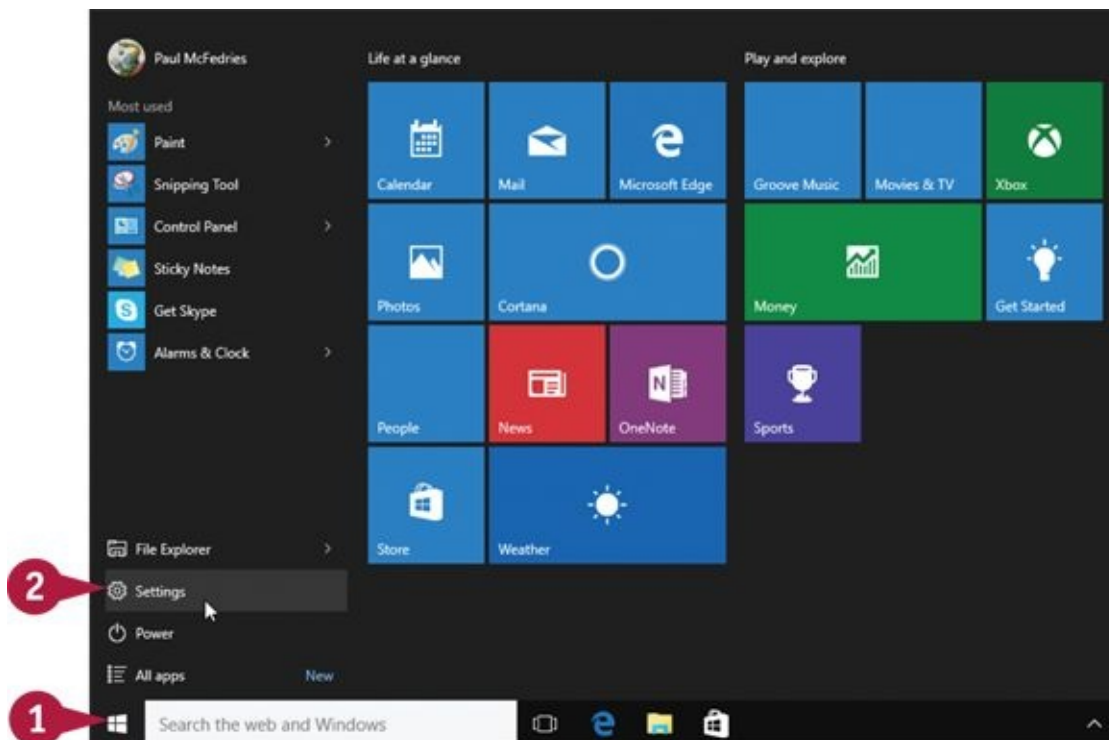 Paul McFedries
Most used
Paint
Snipping Tool
Control Panel
Sticky Notes
Get Skype
Alarms & Clock
File Explorer
2
Settings
Power
All apps New
Life at a glance
Calendar Mail Microsoft Edge
Photos Cortana
People News OneNote
Store Weather
Play and explore
Groove Music Movies & TV Xbox
Money Get Started
Sports
1
Search the web and Windows